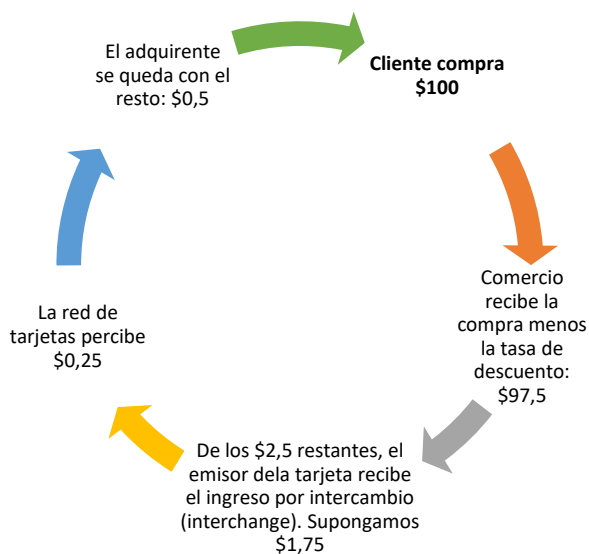 Cliente compra
$100
Comercio
recibe la
compra menos
la tasa de
descuento:
$97,5
De los $2,5 restantes, el
emisor dela tarjeta recibe
el ingreso por intercambio
(interchange). Supongamos
$1,75
La red de
tarjetas percibe
$0,25
El adquirente
se queda con el
resto: $0,5